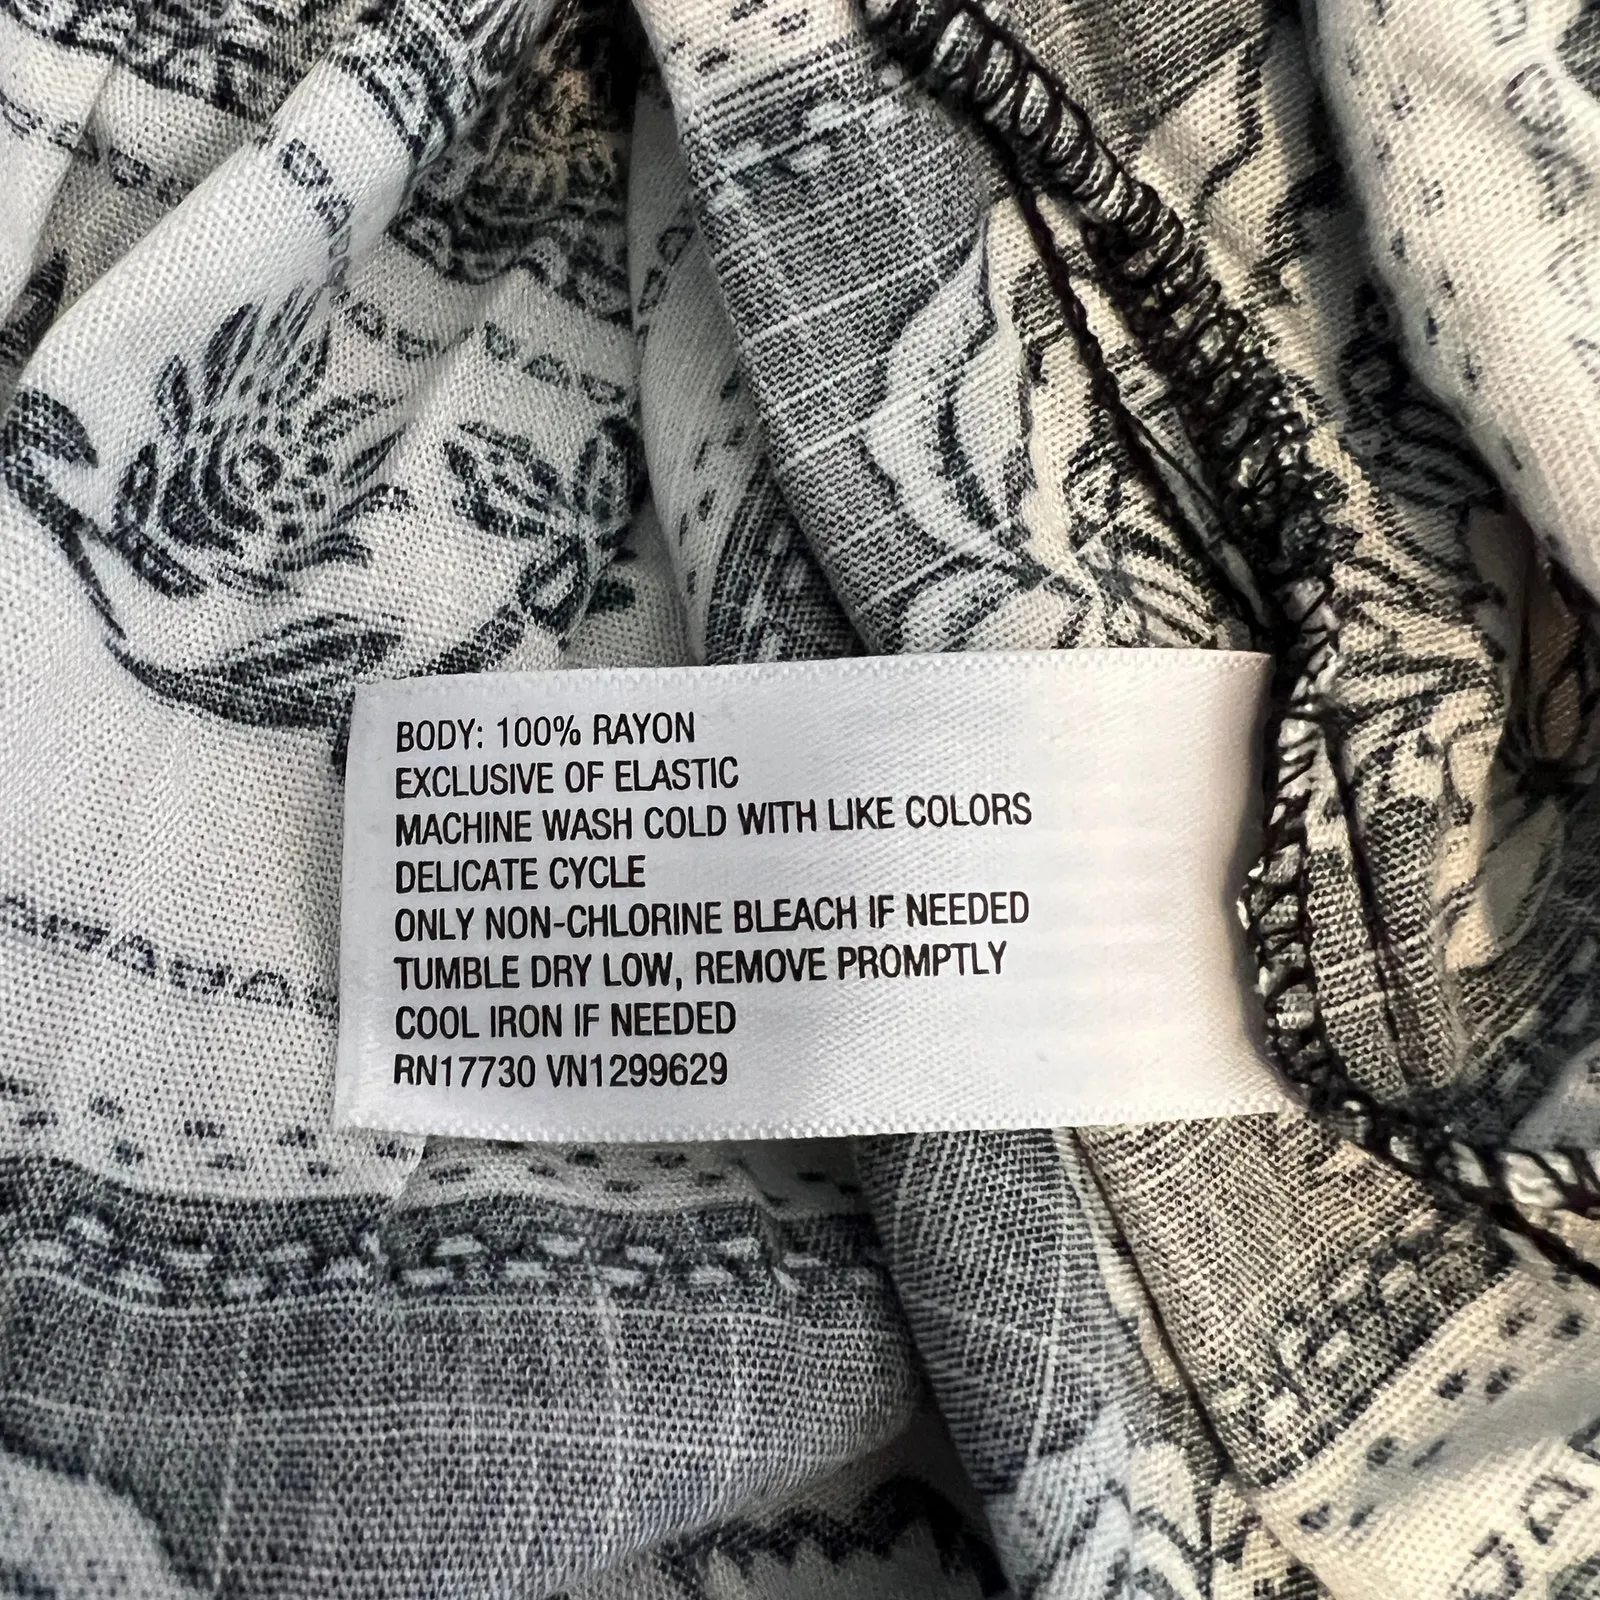 BODY: 100% RAYON
EXCLUSIVE OF ELASTIC
MACHINE WASH COLD WITH LIKE COLORS
DELICATE CYCLE
ONLY NON-CHLORINE BLEACH IF NEEDED
TUMBLE DRY LOW, REMOVE PROMPTLY
COOL IRON IF NEEDED
RN17730 VN1299629